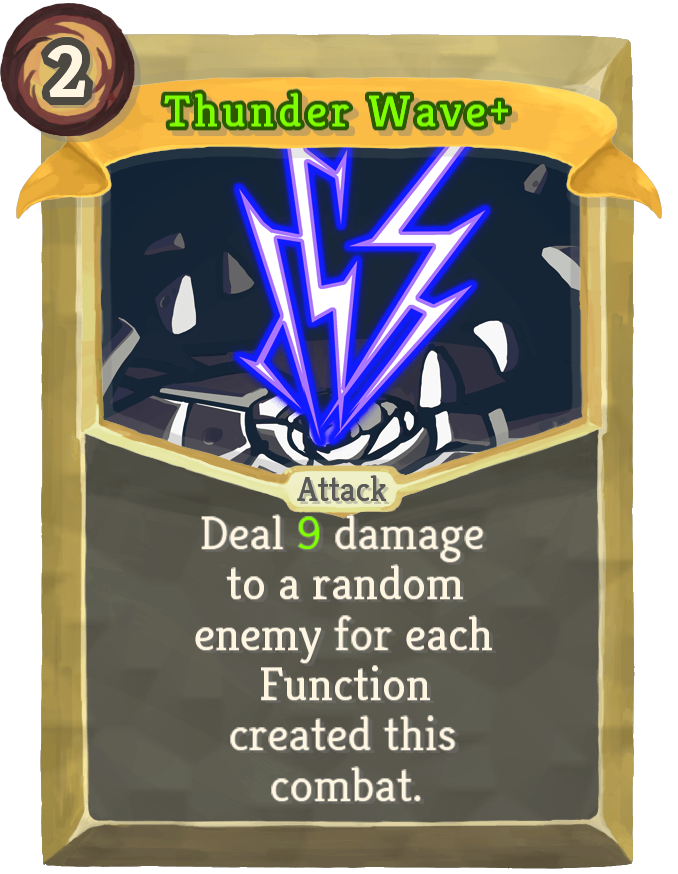 2
Thunder Wave+
Attack
Deal 9 damage
to a random
enemy for each
Function
created this
combat.